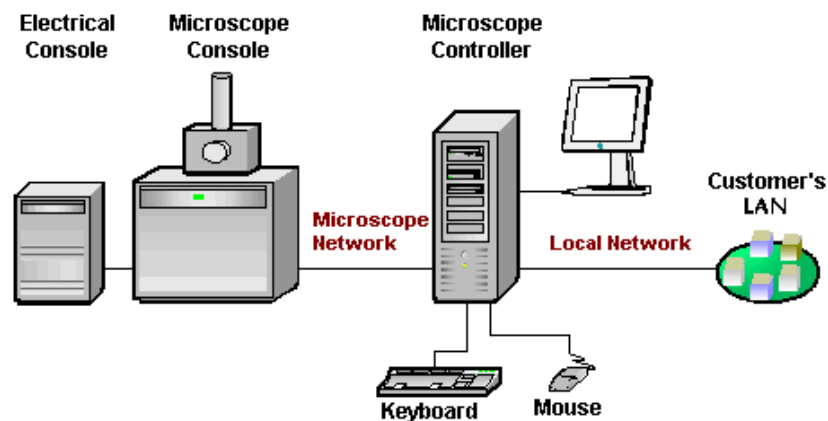 Electrical
Console
Microscope
Console
Microscope
Controller
Customer's
LAN
Microscope
Network
Local Network
Keyboard
Mouse